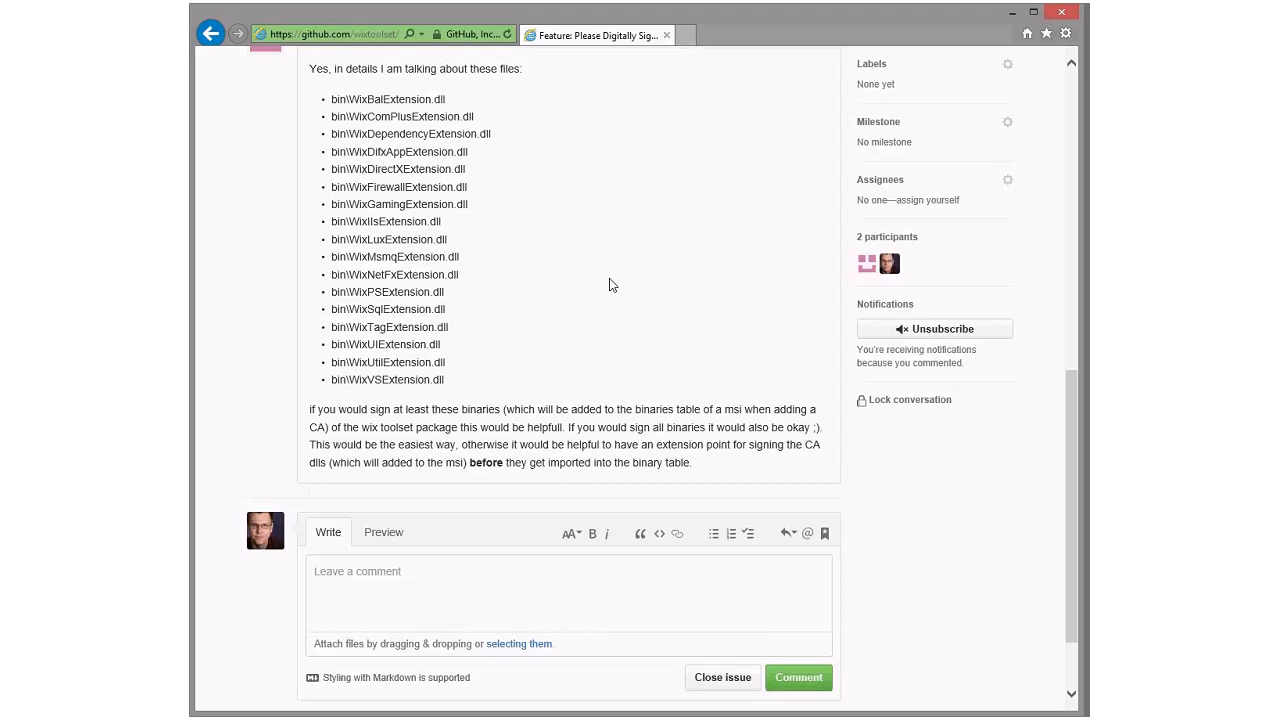 https://github.com/wixtoolset/
GitHub, Inc...
Feature: Please Digitally Sig...
Yes, in details I am talking about these files:
• bin\WixBalExtension.dll
• bin\WixComPlusExtension.dll
• bin\WixDependencyExtension.dll
• bin\WixDifxAppExtension.dll
• bin\WixDirectXExtension.dll
• bin\WixFirewallExtension.dll
• bin\WixGamingExtension.dll
• bin\WixIIsExtension.dll
• bin\WixLuxExtension.dll
• bin\WixMsmqExtension.dll
• bin\WixNetFxExtension.dll
• bin\WixPSExtension.dll
• bin\WixSqlExtension.dll
• bin\WixTagExtension.dll
• bin\WixUIExtension.dll
• bin\WixUtilExtension.dll
• bin\WixVSExtension.dll
if you would sign at least these binaries (which will be added to the binaries table of a msi when adding a
CA) of the wix toolset package this would be helpfull. If you would sign all binaries it would also be okay ;).
This would be the easiest way, otherwise it would be helpful to have an extension point for signing the CA
dlls (which will added to the msi) before they get imported into the binary table.
Write
Preview
AA
B
i
@
Leave a comment
Attach files by dragging & dropping or selecting them.
Styling with Markdown is supported
Close issue
Comment
Labels
None yet
Milestone
No milestone
Assignees
No one—assign yourself
2 participants
Notifications
Unsubscribe
You're receiving notifications
because you commented.
Lock conversation